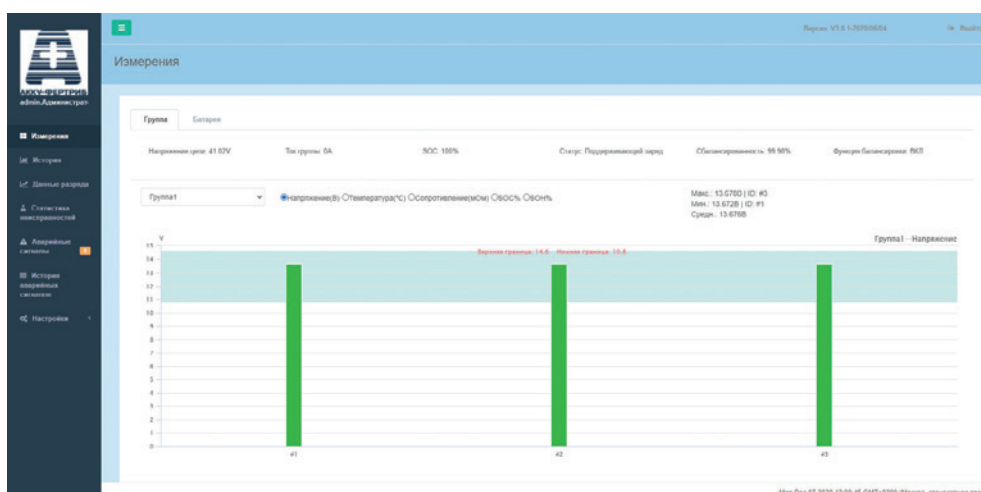 АККУ-ФЕРТРИБ
admin.Администрат-
Измерения
История
Данные разряда
Статистика
неисправностей
Аварийные
сигналы
История
аварийных
сигналов
Настройки
Версия: V3.6.1-2020/06/04
Выйти
Измерения
Группа
Батарея
Напряжение цепи: 41.02V
Ток группы: 0A
SOC: 100%
Статус: Поддерживающий заряд
Сбалансированность: 99.98%
Функция балансировки: ВКЛ
Группа1
Напряжение(В) Температура(°C) Сопротивление(мОм) SOC% SOH%
Макс.: 13.678В | ID: #3
Мин.: 13.672В | ID: #1
Средн.: 13.676В
V
Группа1 -- Напряжение
Верхняя граница: 14.6 Нижняя граница: 10.8
15
14
13
12
11
10
9
8
7
6
5
4
3
2
1
0
#1
#2
#3